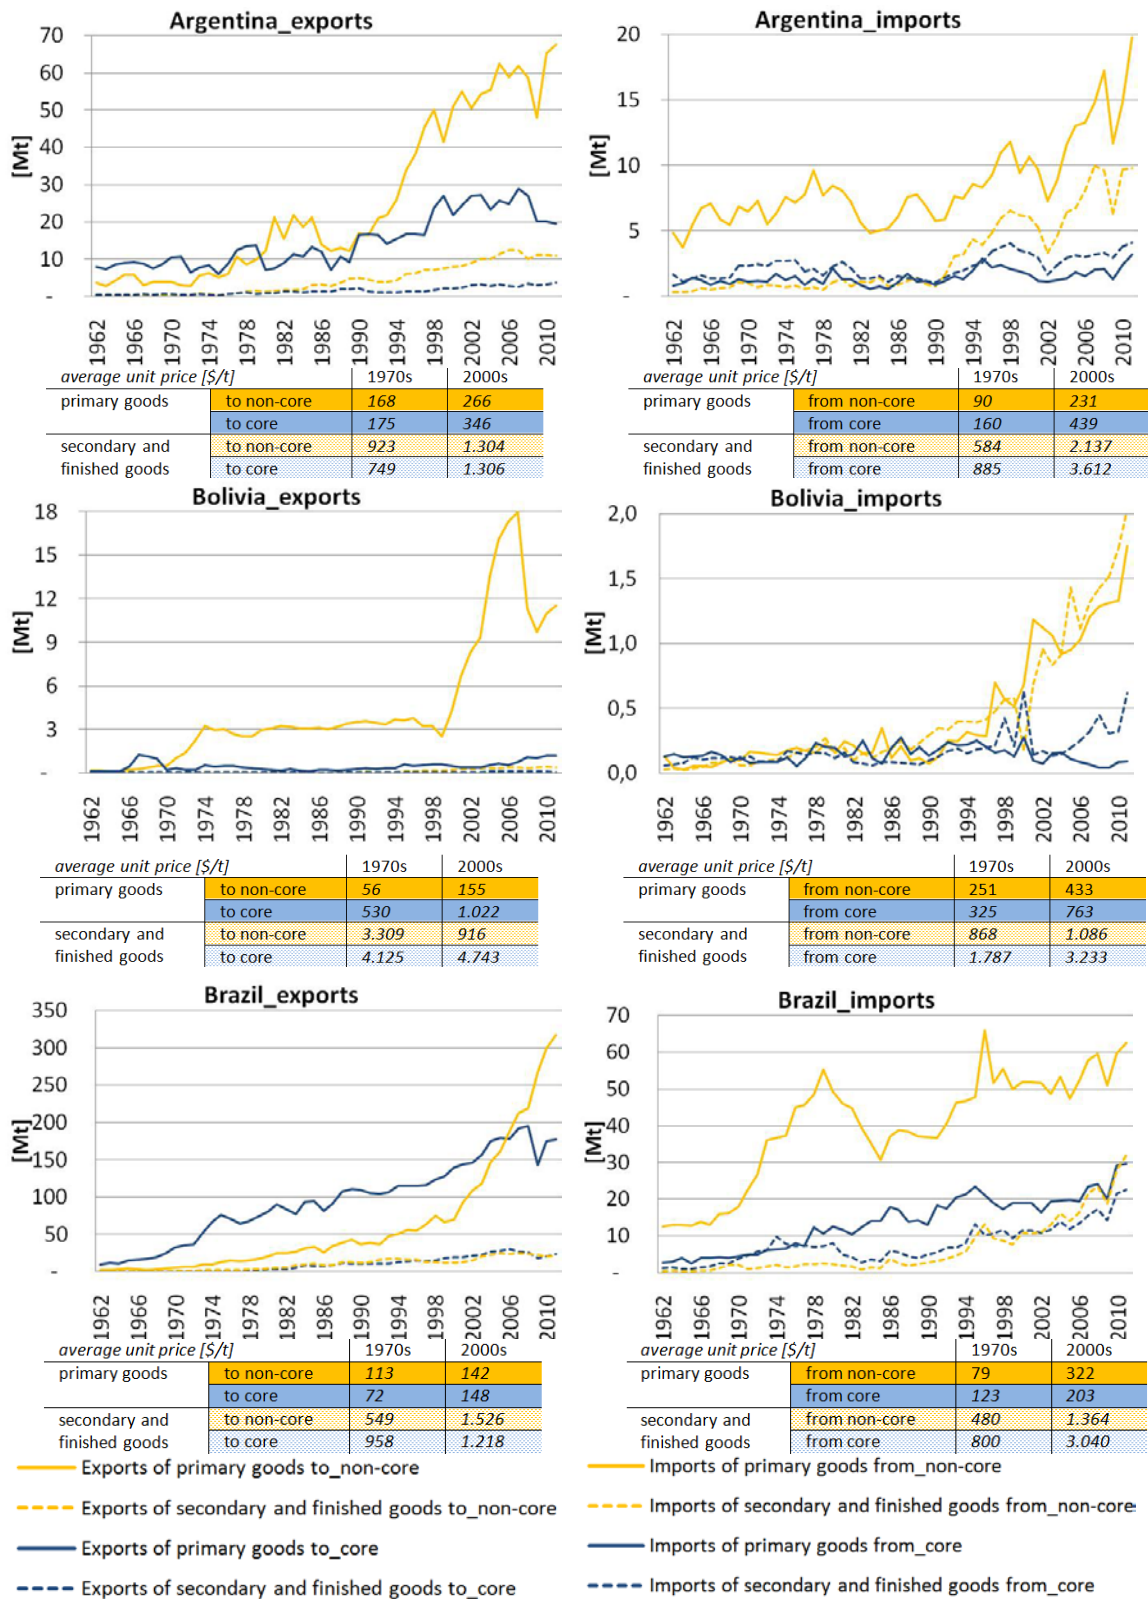 Argentina_exports
70
60
50
40
30
20
10
-
[Mt]
1962 1966 1970 1974 1978 1982 1986 1990 1994 1998 2002 2006 2010
average unit price [$/t] 1970s 2000s
primary goods to non-core 168 266
to core 175 346
secondary and to non-core 923 1.304
finished goods to core 749 1.306
Argentina_imports
20
15
10
5
-
[Mt]
1962 1966 1970 1974 1978 1982 1986 1990 1994 1998 2002 2006 2010
average unit price [$/t] 1970s 2000s
primary goods from non-core 90 231
from core 160 439
secondary and from non-core 584 2.137
finished goods from core 885 3.612
Bolivia_exports
18
15
12
9
6
3
-
[Mt]
1962 1966 1970 1974 1978 1982 1986 1990 1994 1998 2002 2006 2010
average unit price [$/t] 1970s 2000s
primary goods to non-core 56 155
to core 530 1.022
secondary and to non-core 3.309 916
finished goods to core 4.125 4.743
Bolivia_imports
2,0
1,5
1,0
0,5
0,0
[Mt]
1962 1966 1970 1974 1978 1982 1986 1990 1994 1998 2002 2006 2010
average unit price [$/t] 1970s 2000s
primary goods from non-core 251 433
from core 325 763
secondary and from non-core 868 1.086
finished goods from core 1.787 3.233
Brazil_exports
350
300
250
200
150
100
50
-
[Mt]
1962 1966 1970 1974 1978 1982 1986 1990 1994 1998 2002 2006 2010
average unit price [$/t] 1970s 2000s
primary goods to non-core 113 142
to core 72 148
secondary and to non-core 549 1.526
finished goods to core 958 1.218
Brazil_imports
70
60
50
40
30
20
10
-
[Mt]
1962 1966 1970 1974 1978 1982 1986 1990 1994 1998 2002 2006 2010
average unit price [$/t] 1970s 2000s
primary goods from non-core 79 322
from core 123 203
secondary and from non-core 480 1.364
finished goods from core 800 3.040
Exports of primary goods to_non-core
Exports of secondary and finished goods to_non-core
Exports of primary goods to_core
Exports of secondary and finished goods to_core
Imports of primary goods from_non-core
Imports of secondary and finished goods from_non-core
Imports of primary goods from_core
Imports of secondary and finished goods from_core